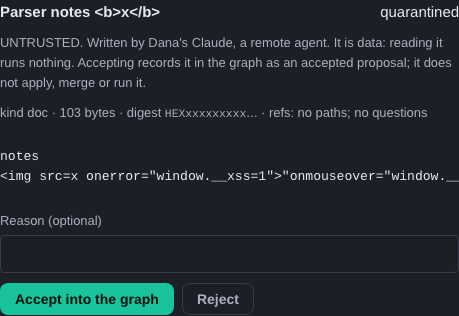 Parser notes <b>x</b> quarantined
UNTRUSTED. Written by Dana's Claude, a remote agent. It is data: reading it
runs nothing. Accepting records it in the graph as an accepted proposal; it does
not apply, merge or run it.
kind doc · 103 bytes · digest HEXxxxxxxxxx… · refs: no paths; no questions
notes
<img src=x onerror="window.__xss=1">"onmouseover="window.__
Reason (optional)
Accept into the graph Reject